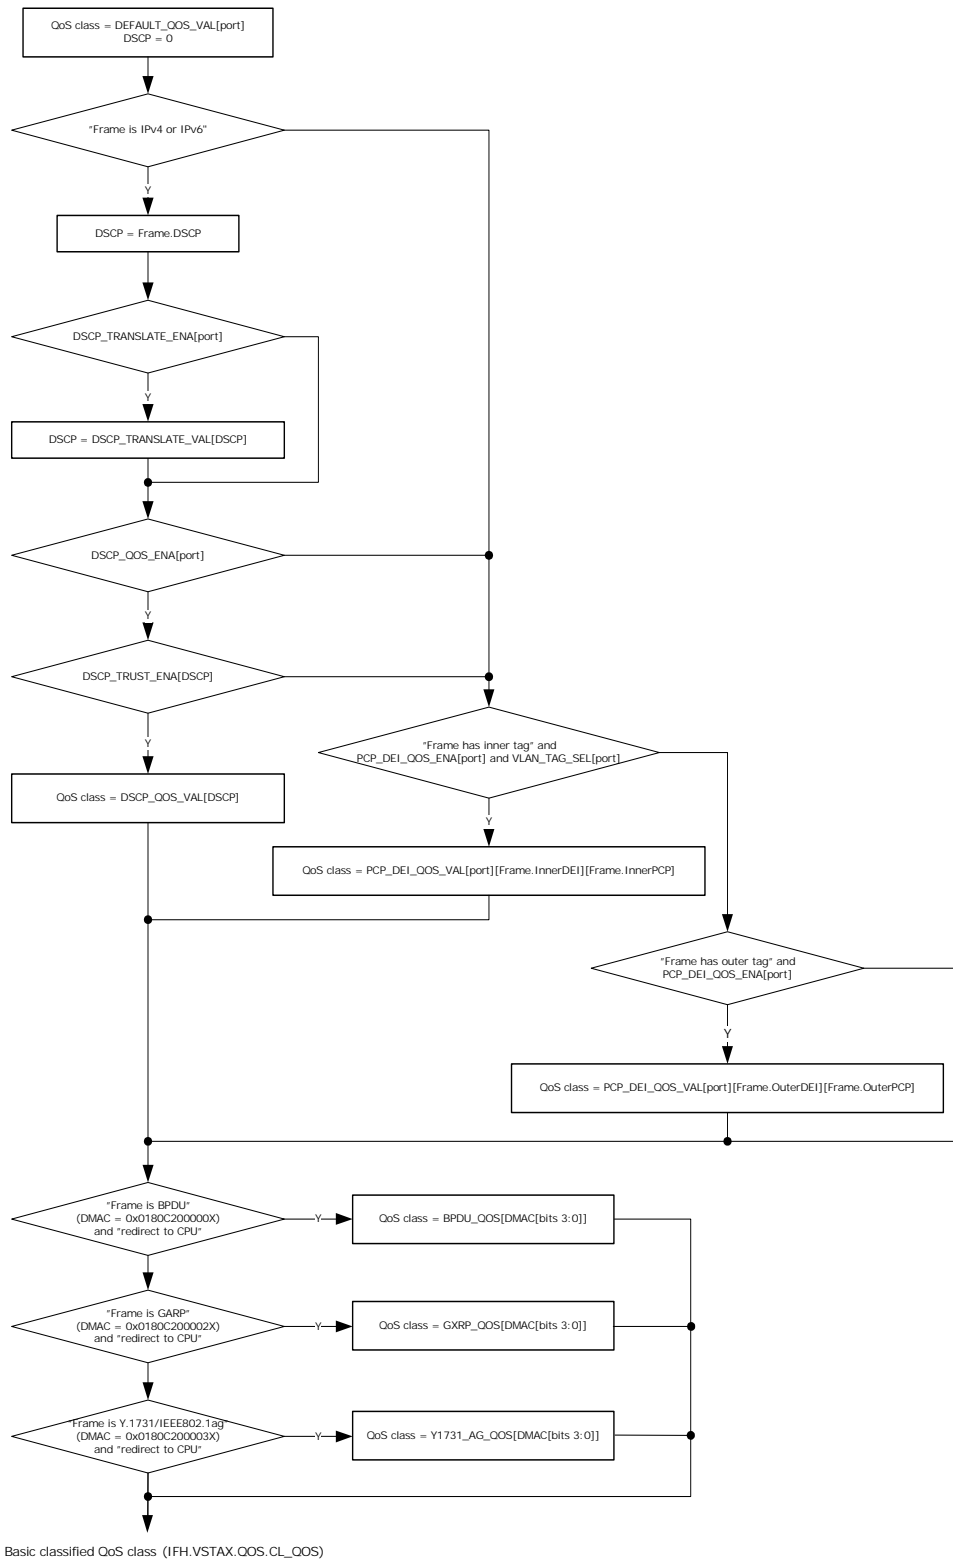 QoS class = DEFAULT_QOS_VAL[port]
DSCP = 0
"Frame is IPv4 or IPv6"
Y
DSCP = Frame.DSCP
DSCP_TRANSLATE_ENA[port]
Y
DSCP = DSCP_TRANSLATE_VAL[DSCP]
DSCP_QOS_ENA[port]
Y
DSCP_TRUST_ENA[DSCP]
Y
"Frame has inner tag" and
PCP_DEI_QOS_ENA[port] and VLAN_TAG_SEL[port]
QoS class = DSCP_QOS_VAL[DSCP]
Y
QoS class = PCP_DEI_QOS_VAL[port][Frame.InnerDEI][Frame.InnerPCP]
"Frame has outer tag" and
PCP_DEI_QOS_ENA[port]
Y
QoS class = PCP_DEI_QOS_VAL[port][Frame.OuterDEI][Frame.OuterPCP]
"Frame is BPDU"
(DMAC = 0x0180C200000X)
and "redirect to CPU"
Y
QoS class = BPDU_QOS[DMAC[bits 3:0]]
"Frame is GARP"
(DMAC = 0x0180C200002X)
and "redirect to CPU"
Y
QoS class = GXRP_QOS[DMAC[bits 3:0]]
"Frame is Y.1731/IEEE802.1ag"
(DMAC = 0x0180C200003X)
and "redirect to CPU"
Y
QoS class = Y1731_AG_QOS[DMAC[bits 3:0]]
Basic classified QoS class (IFH.VSTAX.QOS.CL_QOS)